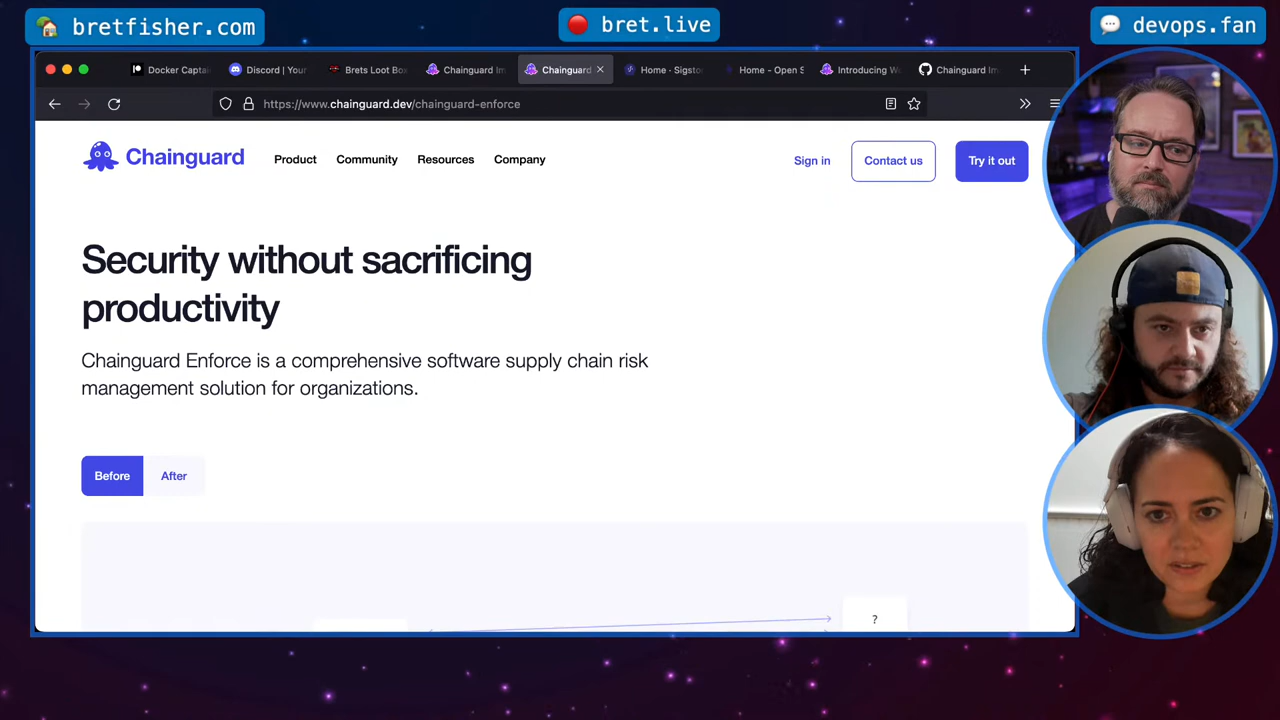 bretfisher.com
bret.live
devops.fan
Docker Capta
Discord | Your
Brets Loot Bo
Chainguard Im
Chainguard
Home - Sigsto
Home - Open S
Introducing W
Chainguard Im
https://www.chainguard.dev/chainguard-enforce
Chainguard
Product
Community
Resources
Company
Sign in
Contact us
Try it out
Security without sacrificing
productivity
Chainguard Enforce is a comprehensive software supply chain risk
management solution for organizations.
Before
After
?